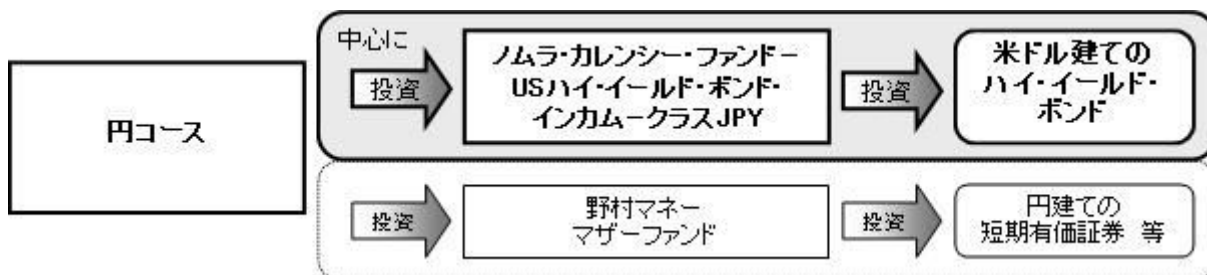 円コース
中心に
投資
ノムラ・カレンシー・ファンドー
USハイ・イールド・ボンド・
インカムークラスJPY
投資
米ドル建ての
ハイ・イールド・
ボンド
投資
野村マネー
マザーファンド
投資
円建ての
短期有価証券 等